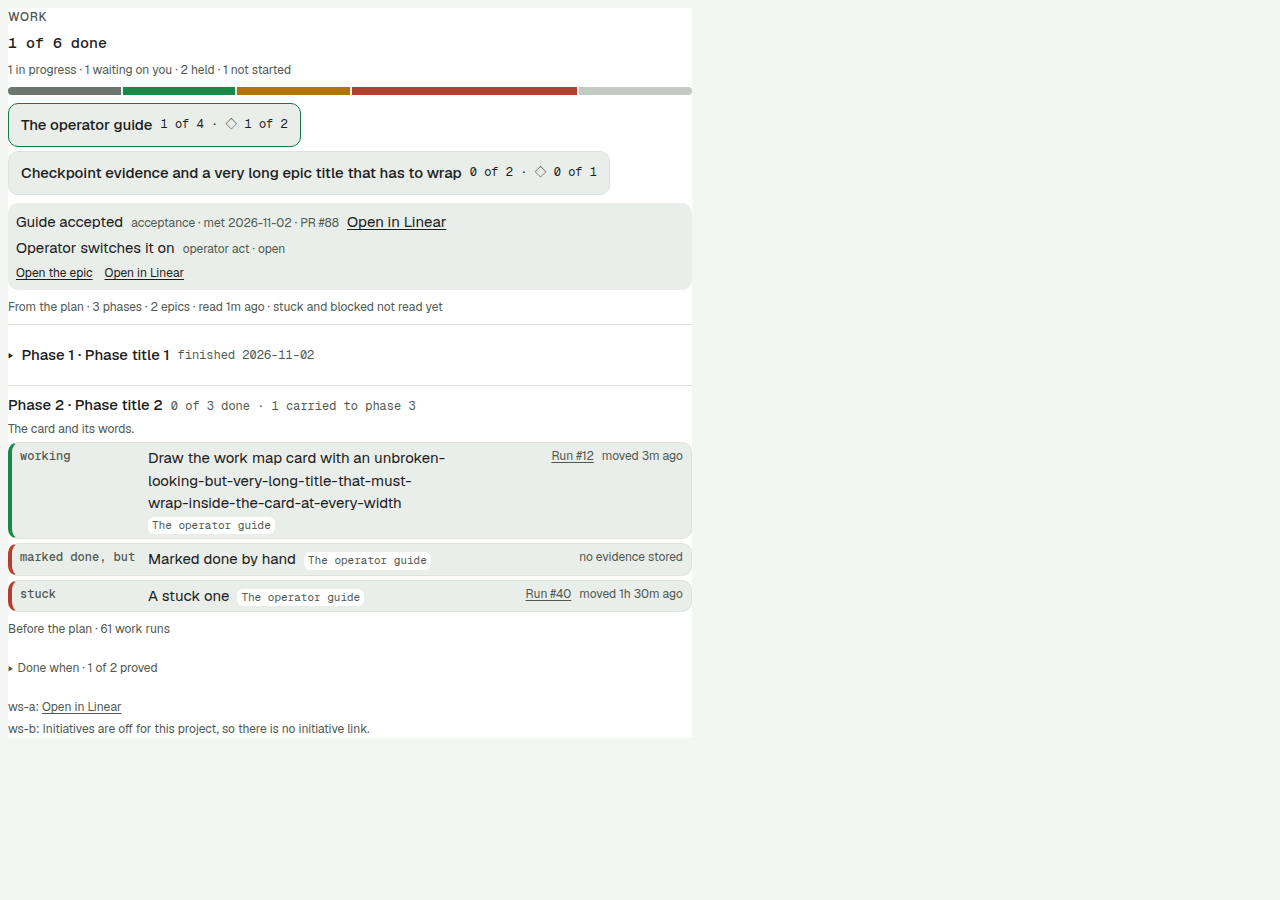 WORK
1 of 6 done
1 in progress · 1 waiting on you · 2 held · 1 not started
The operator guide 1 of 4 · ◇ 1 of 2
Checkpoint evidence and a very long epic title that has to wrap 0 of 2 · ◇ 0 of 1
Guide accepted acceptance · met 2026-11-02 · PR #88 Open in Linear
Operator switches it on operator act · open
Open the epic Open in Linear
From the plan · 3 phases · 2 epics · read 1m ago · stuck and blocked not read yet
▸ Phase 1 · Phase title 1 finished 2026-11-02
Phase 2 · Phase title 2 0 of 3 done · 1 carried to phase 3
The card and its words.
working Draw the work map card with an unbroken- Run #12 moved 3m ago
looking-but-very-long-title-that-must-
wrap-inside-the-card-at-every-width
The operator guide
marked done, but Marked done by hand The operator guide no evidence stored
stuck A stuck one The operator guide Run #40 moved 1h 30m ago
Before the plan · 61 work runs
▸ Done when · 1 of 2 proved
ws-a: Open in Linear
ws-b: Initiatives are off for this project, so there is no initiative link.